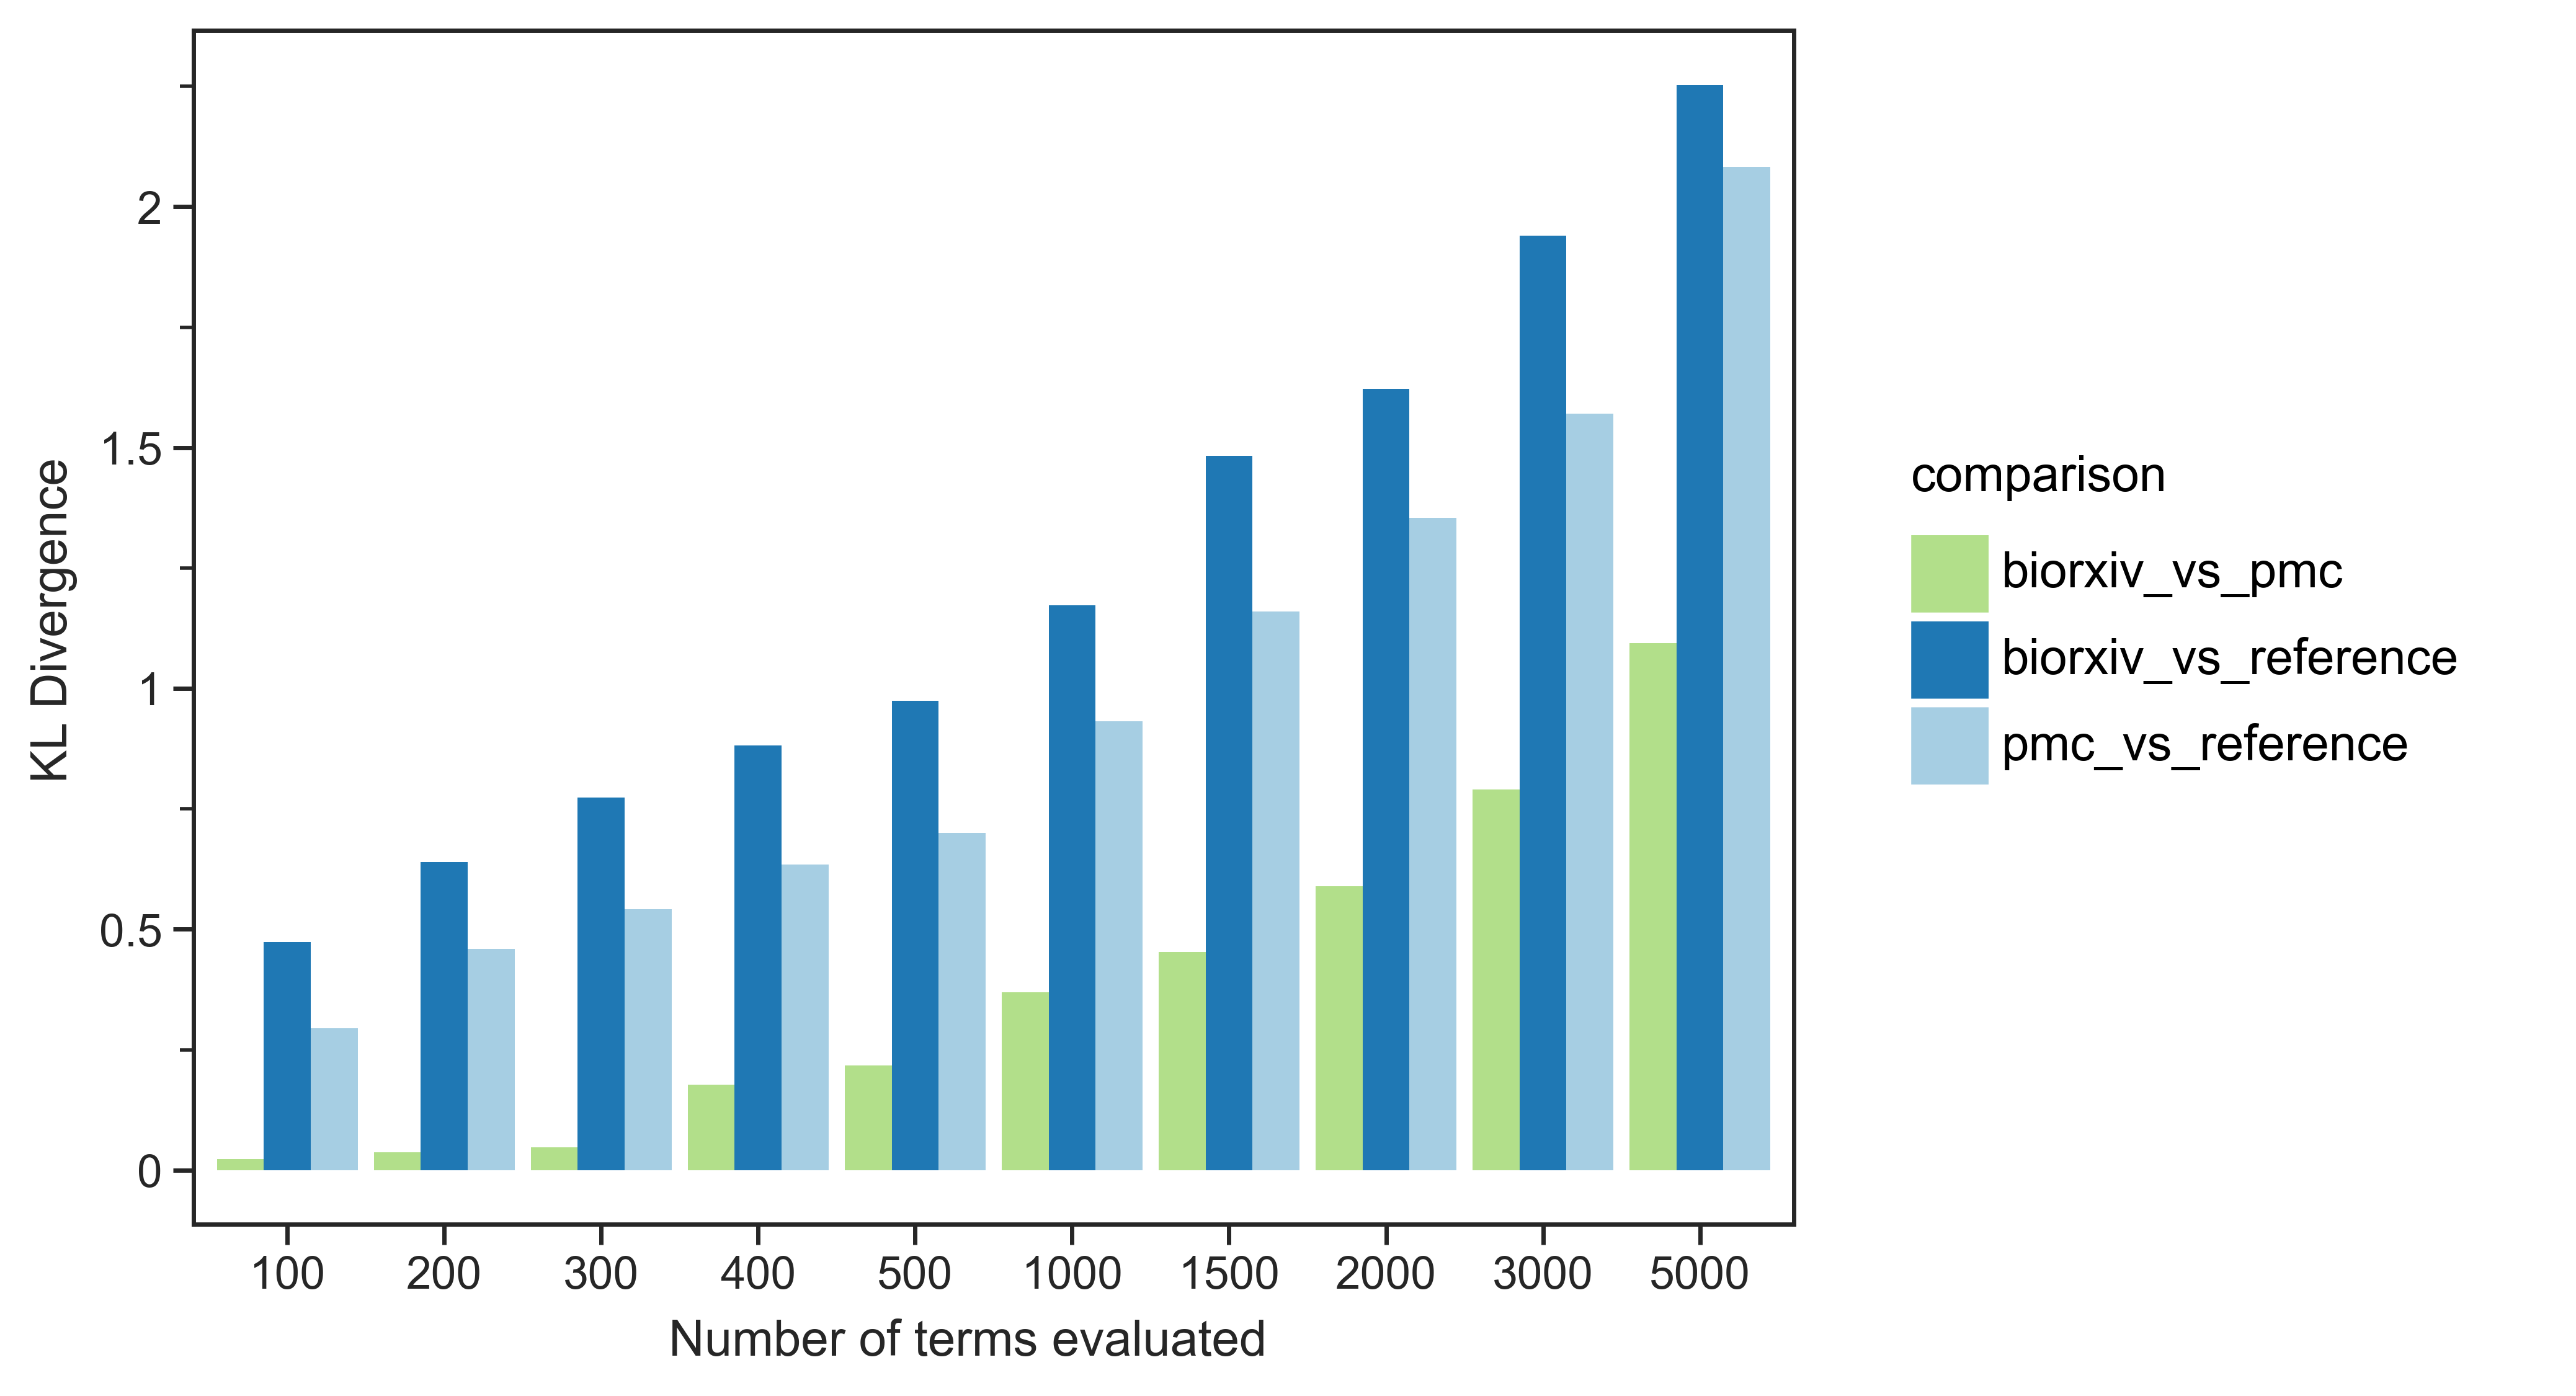 KL Divergence
2
1.5
1
0.5
0
100 200 300 400 500 1000 1500 2000 3000 5000
Number of terms evaluated
comparison
biorxiv_vs_pmc
biorxiv_vs_reference
pmc_vs_reference